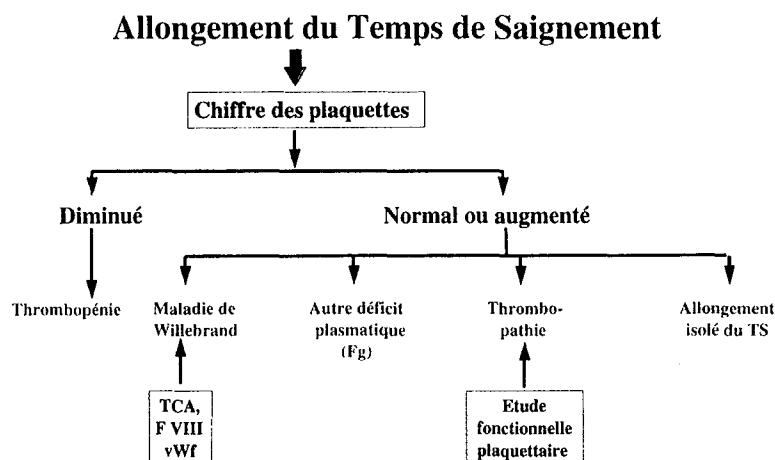 Allongement du Temps de Saignement
Chiffre des plaquettes
Diminué
Normal ou augmenté
Thrombopénie
Maladie de
Willebrand
Autre déficit
plasmatique
(Fg)
Thrombo-
pathie
Allongement
isolé du TS
TCA,
F VIII
vWf
Etude
fonctionnelle
plaquettaire